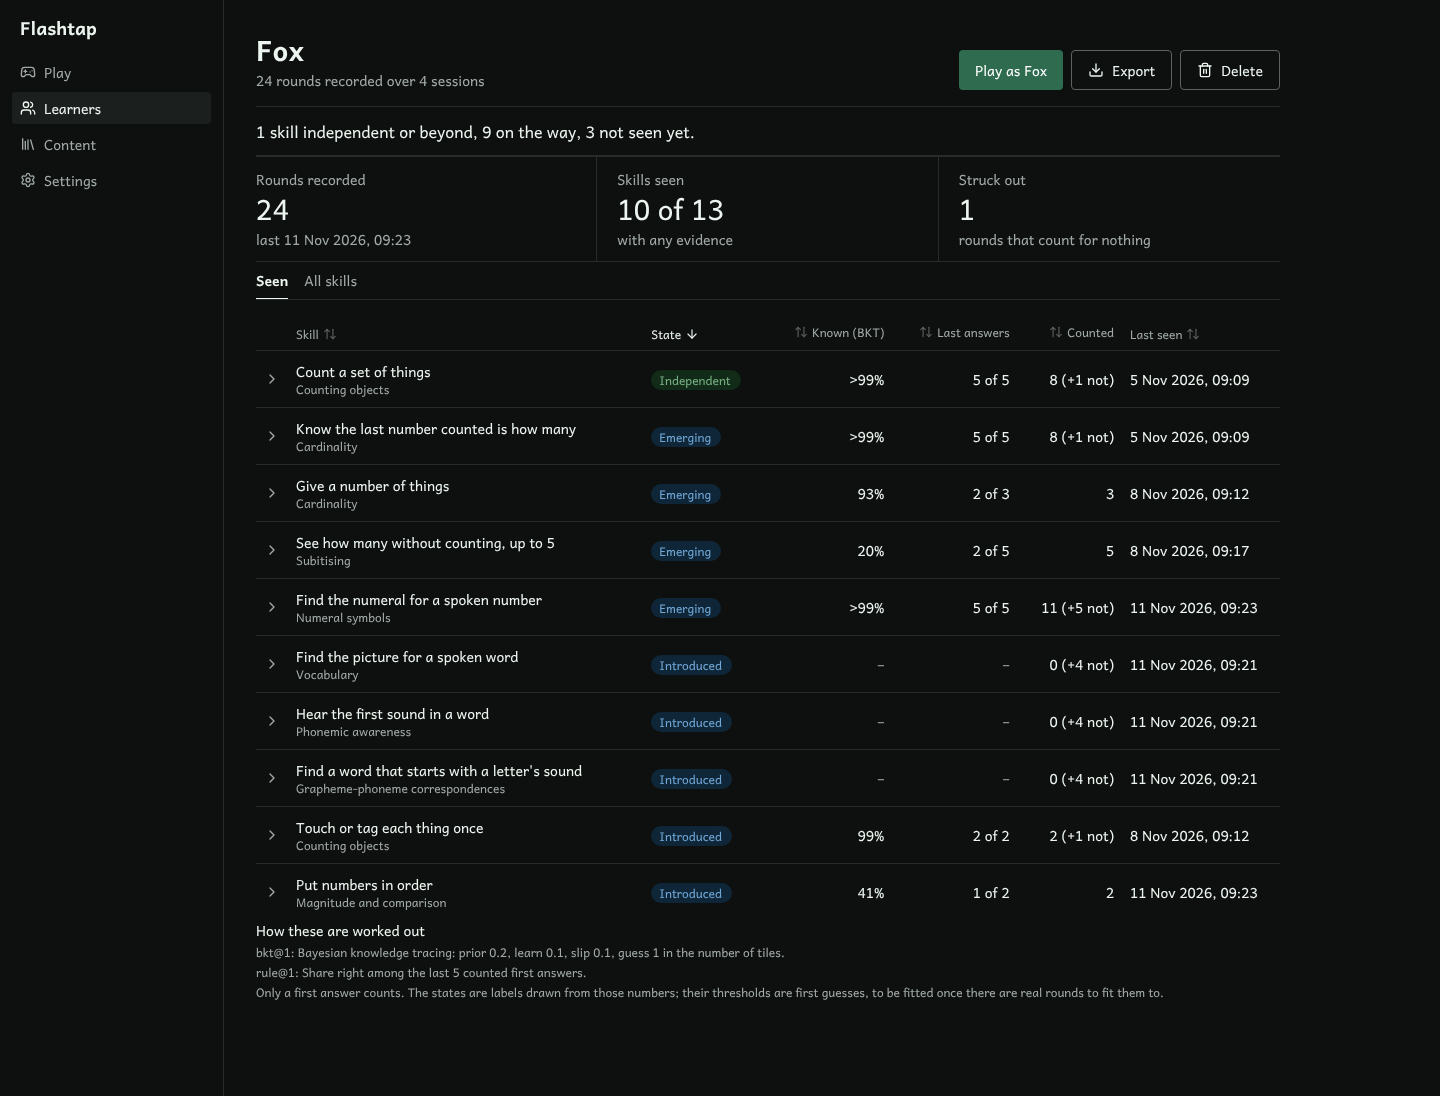 Flashtap
Play
Learners
Content
Settings
Fox
24 rounds recorded over 4 sessions
Play as Fox
Export
Delete
1 skill independent or beyond, 9 on the way, 3 not seen yet.
Rounds recorded
24
last 11 Nov 2026, 09:23
Skills seen
10 of 13
with any evidence
Struck out
1
rounds that count for nothing
Seen All skills
Skill State Known (BKT) Last answers Counted Last seen
Count a set of things Independent >99% 5 of 5 8 (+1 not) 5 Nov 2026, 09:09
Counting objects
Know the last number counted is how many Emerging >99% 5 of 5 8 (+1 not) 5 Nov 2026, 09:09
Cardinality
Give a number of things Emerging 93% 2 of 3 3 8 Nov 2026, 09:12
Cardinality
See how many without counting, up to 5 Emerging 20% 2 of 5 5 8 Nov 2026, 09:17
Subitising
Find the numeral for a spoken number Emerging >99% 5 of 5 11 (+5 not) 11 Nov 2026, 09:23
Numeral symbols
Find the picture for a spoken word Introduced – – 0 (+4 not) 11 Nov 2026, 09:21
Vocabulary
Hear the first sound in a word Introduced – – 0 (+4 not) 11 Nov 2026, 09:21
Phonemic awareness
Find a word that starts with a letter's sound Introduced – – 0 (+4 not) 11 Nov 2026, 09:21
Grapheme-phoneme correspondences
Touch or tag each thing once Introduced 99% 2 of 2 2 (+1 not) 8 Nov 2026, 09:12
Counting objects
Put numbers in order Introduced 41% 1 of 2 2 11 Nov 2026, 09:23
Magnitude and comparison
How these are worked out
bkt@1: Bayesian knowledge tracing: prior 0.2, learn 0.1, slip 0.1, guess 1 in the number of tiles.
rule@1: Share right among the last 5 counted first answers.
Only a first answer counts. The states are labels drawn from those numbers; their thresholds are first guesses, to be fitted once there are real rounds to fit them to.